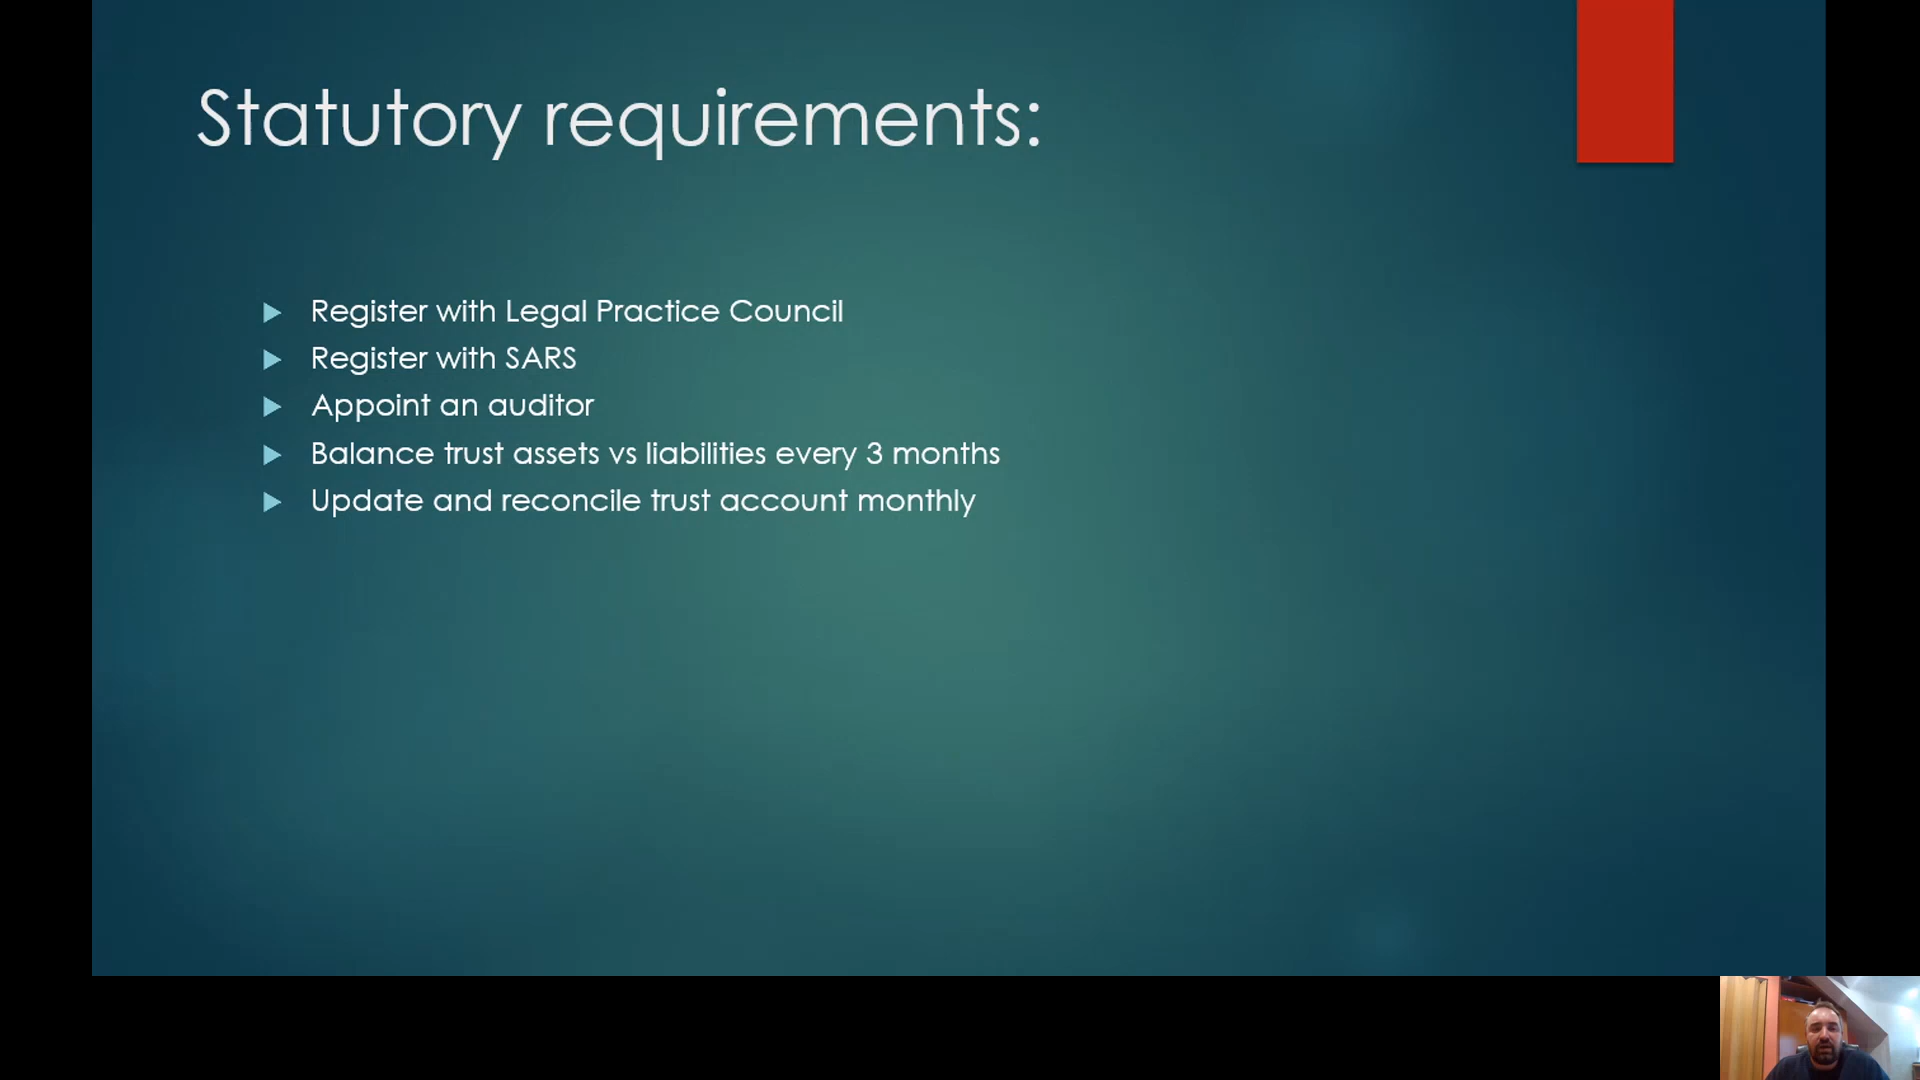 Statutory requirements:
Register with Legal Practice Council
Register with SARS
Appoint an auditor
Balance trust assets vs liabilities every 3 months
Update and reconcile trust account monthly